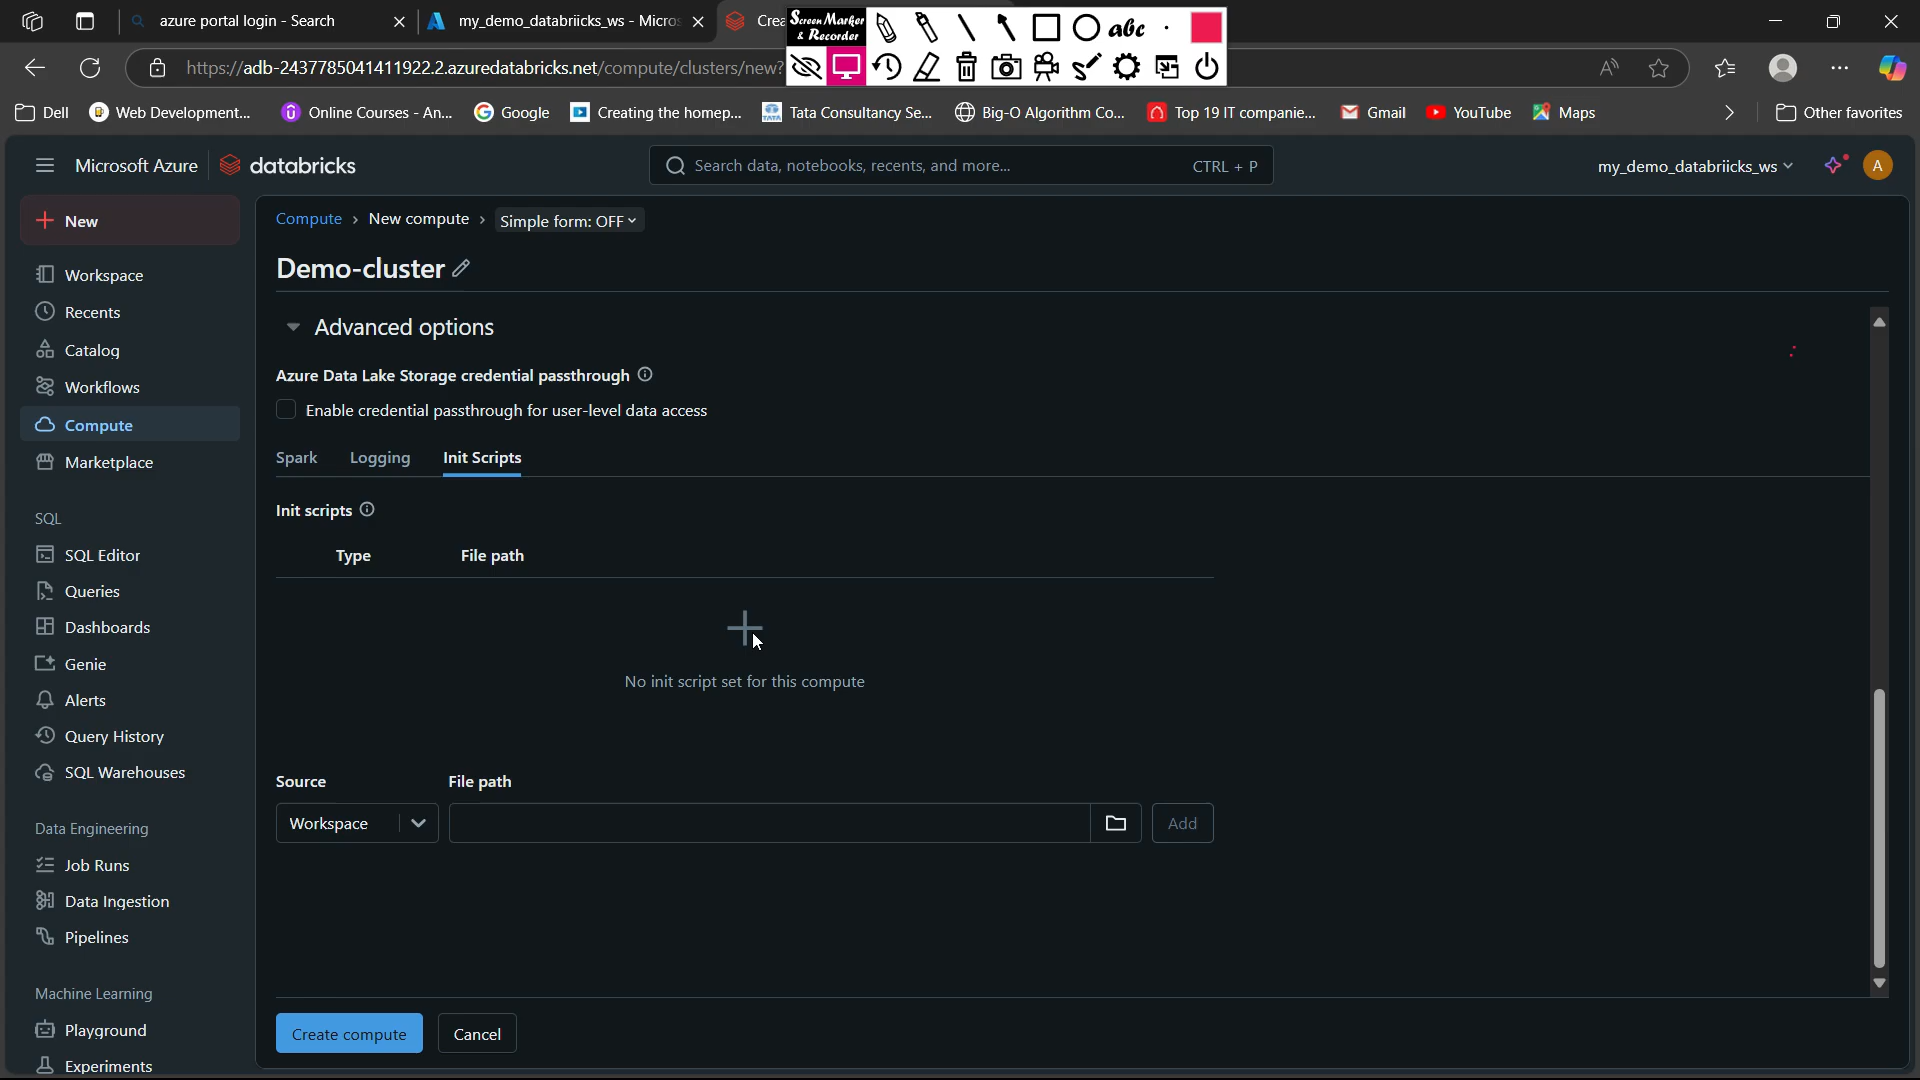 azure portal login - Search
my_demo_databriicks_ws - Micros
Crea
Screen Marker
& Recorder
abc
https://adb-2437785041411922.2.azuredatabricks.net/compute/clusters/new?
Dell
Web Development...
Online Courses - An...
Google
Creating the homep...
Tata Consultancy Se...
Big-O Algorithm Co...
Top 19 IT companie...
Gmail
YouTube
Maps
Other favorites
Microsoft Azure
databricks
Search data, notebooks, recents, and more...
CTRL + P
my_demo_databriicks_ws
A
New
Workspace
Recents
Catalog
Workflows
Compute
Marketplace
SQL
SQL Editor
Queries
Dashboards
Genie
Alerts
Query History
SQL Warehouses
Data Engineering
Job Runs
Data Ingestion
Pipelines
Machine Learning
Playground
Experiments
Compute > New compute > Simple form: OFF
Demo-cluster
Advanced options
Azure Data Lake Storage credential passthrough
Enable credential passthrough for user-level data access
Spark Logging Init Scripts
Init scripts
Type File path
No init script set for this compute
Source File path
Workspace
Add
Create compute Cancel